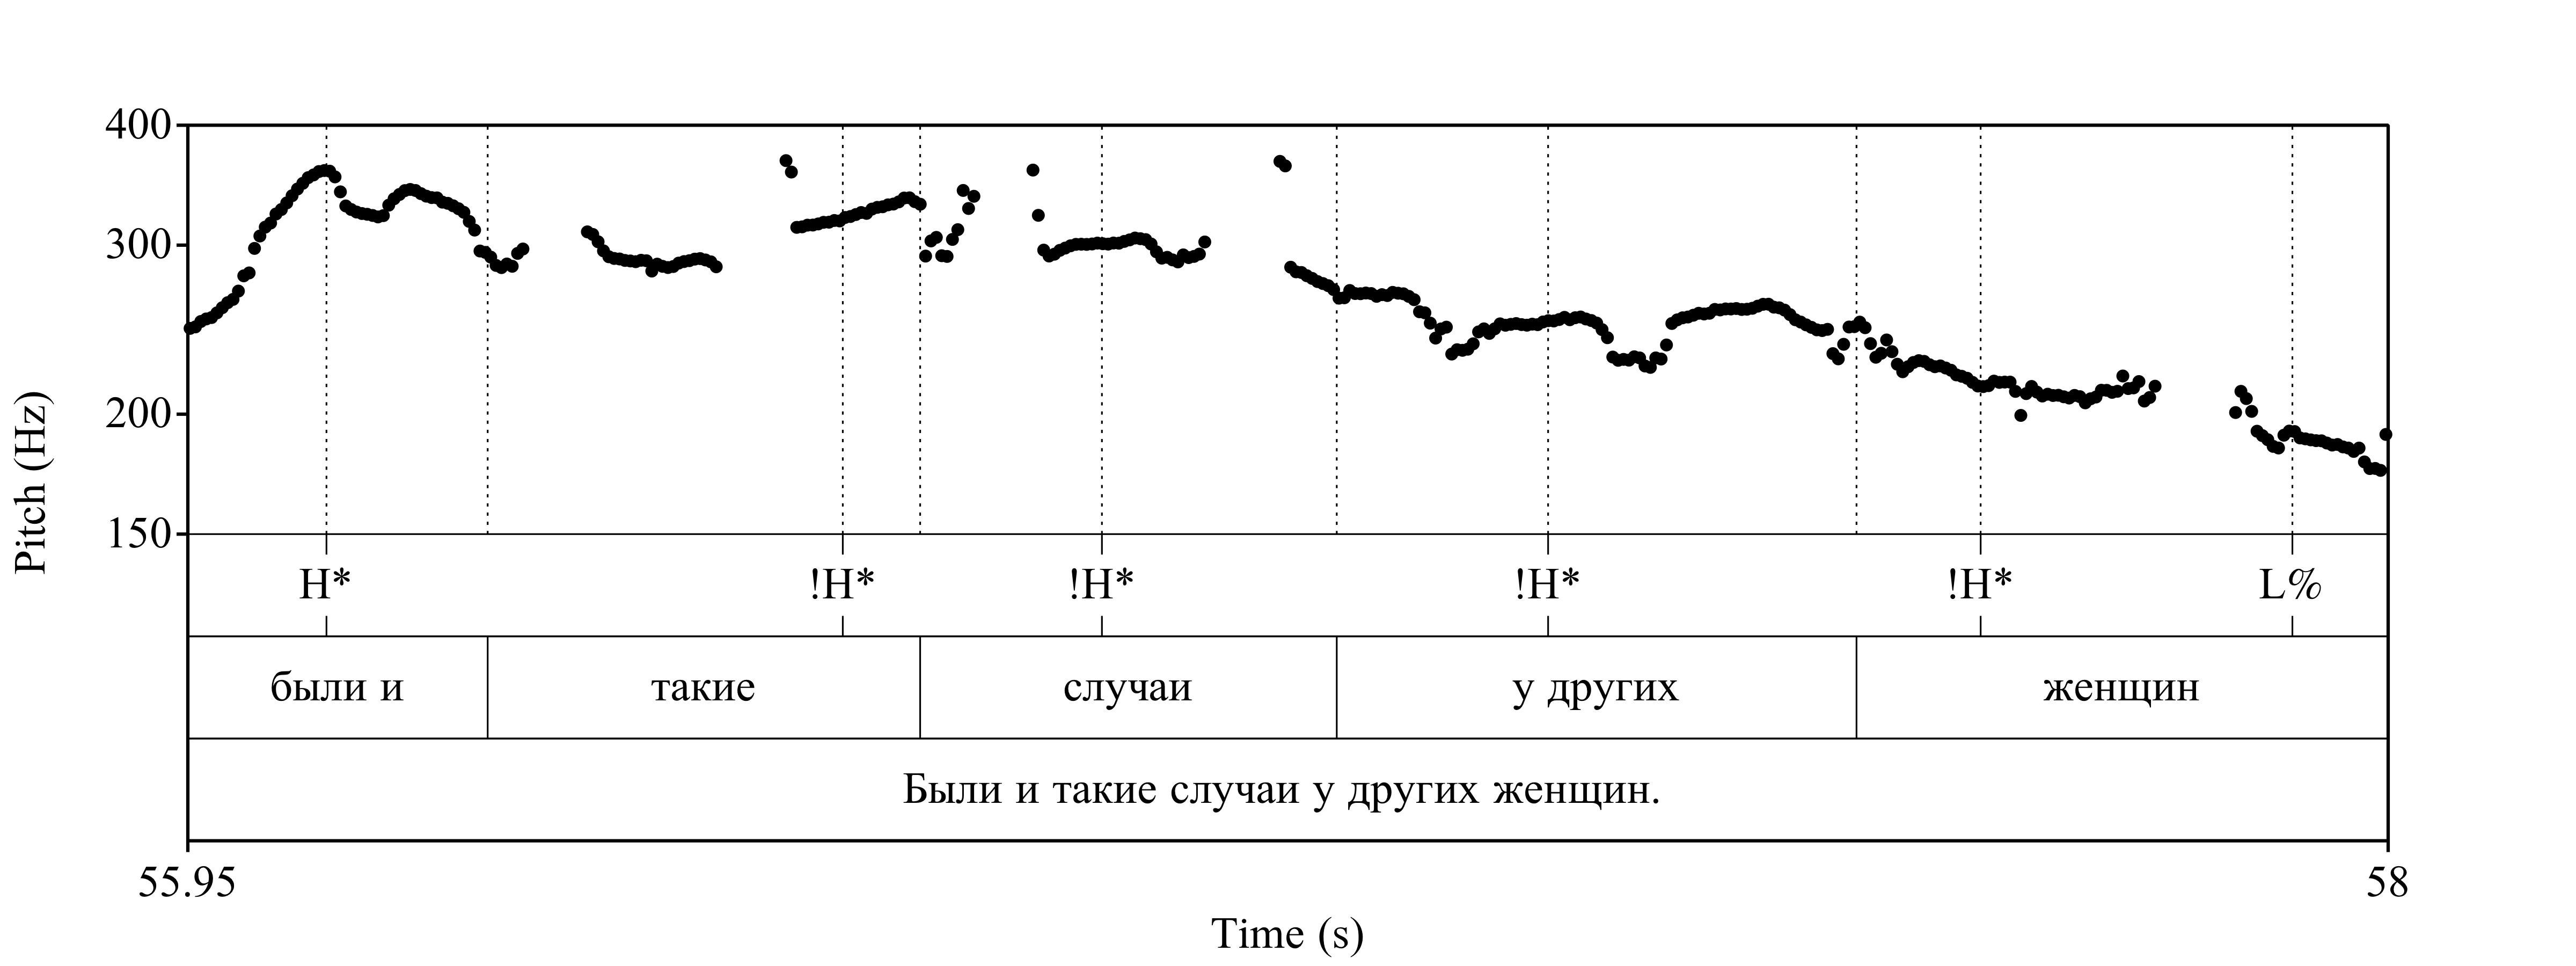 400
300
200
150
Pitch (Hz)
H* !H* !H* !H* !H* L%
были и такие случаи у других женщин
Были и такие случаи у других женщин.
55.95 58
Time (s)